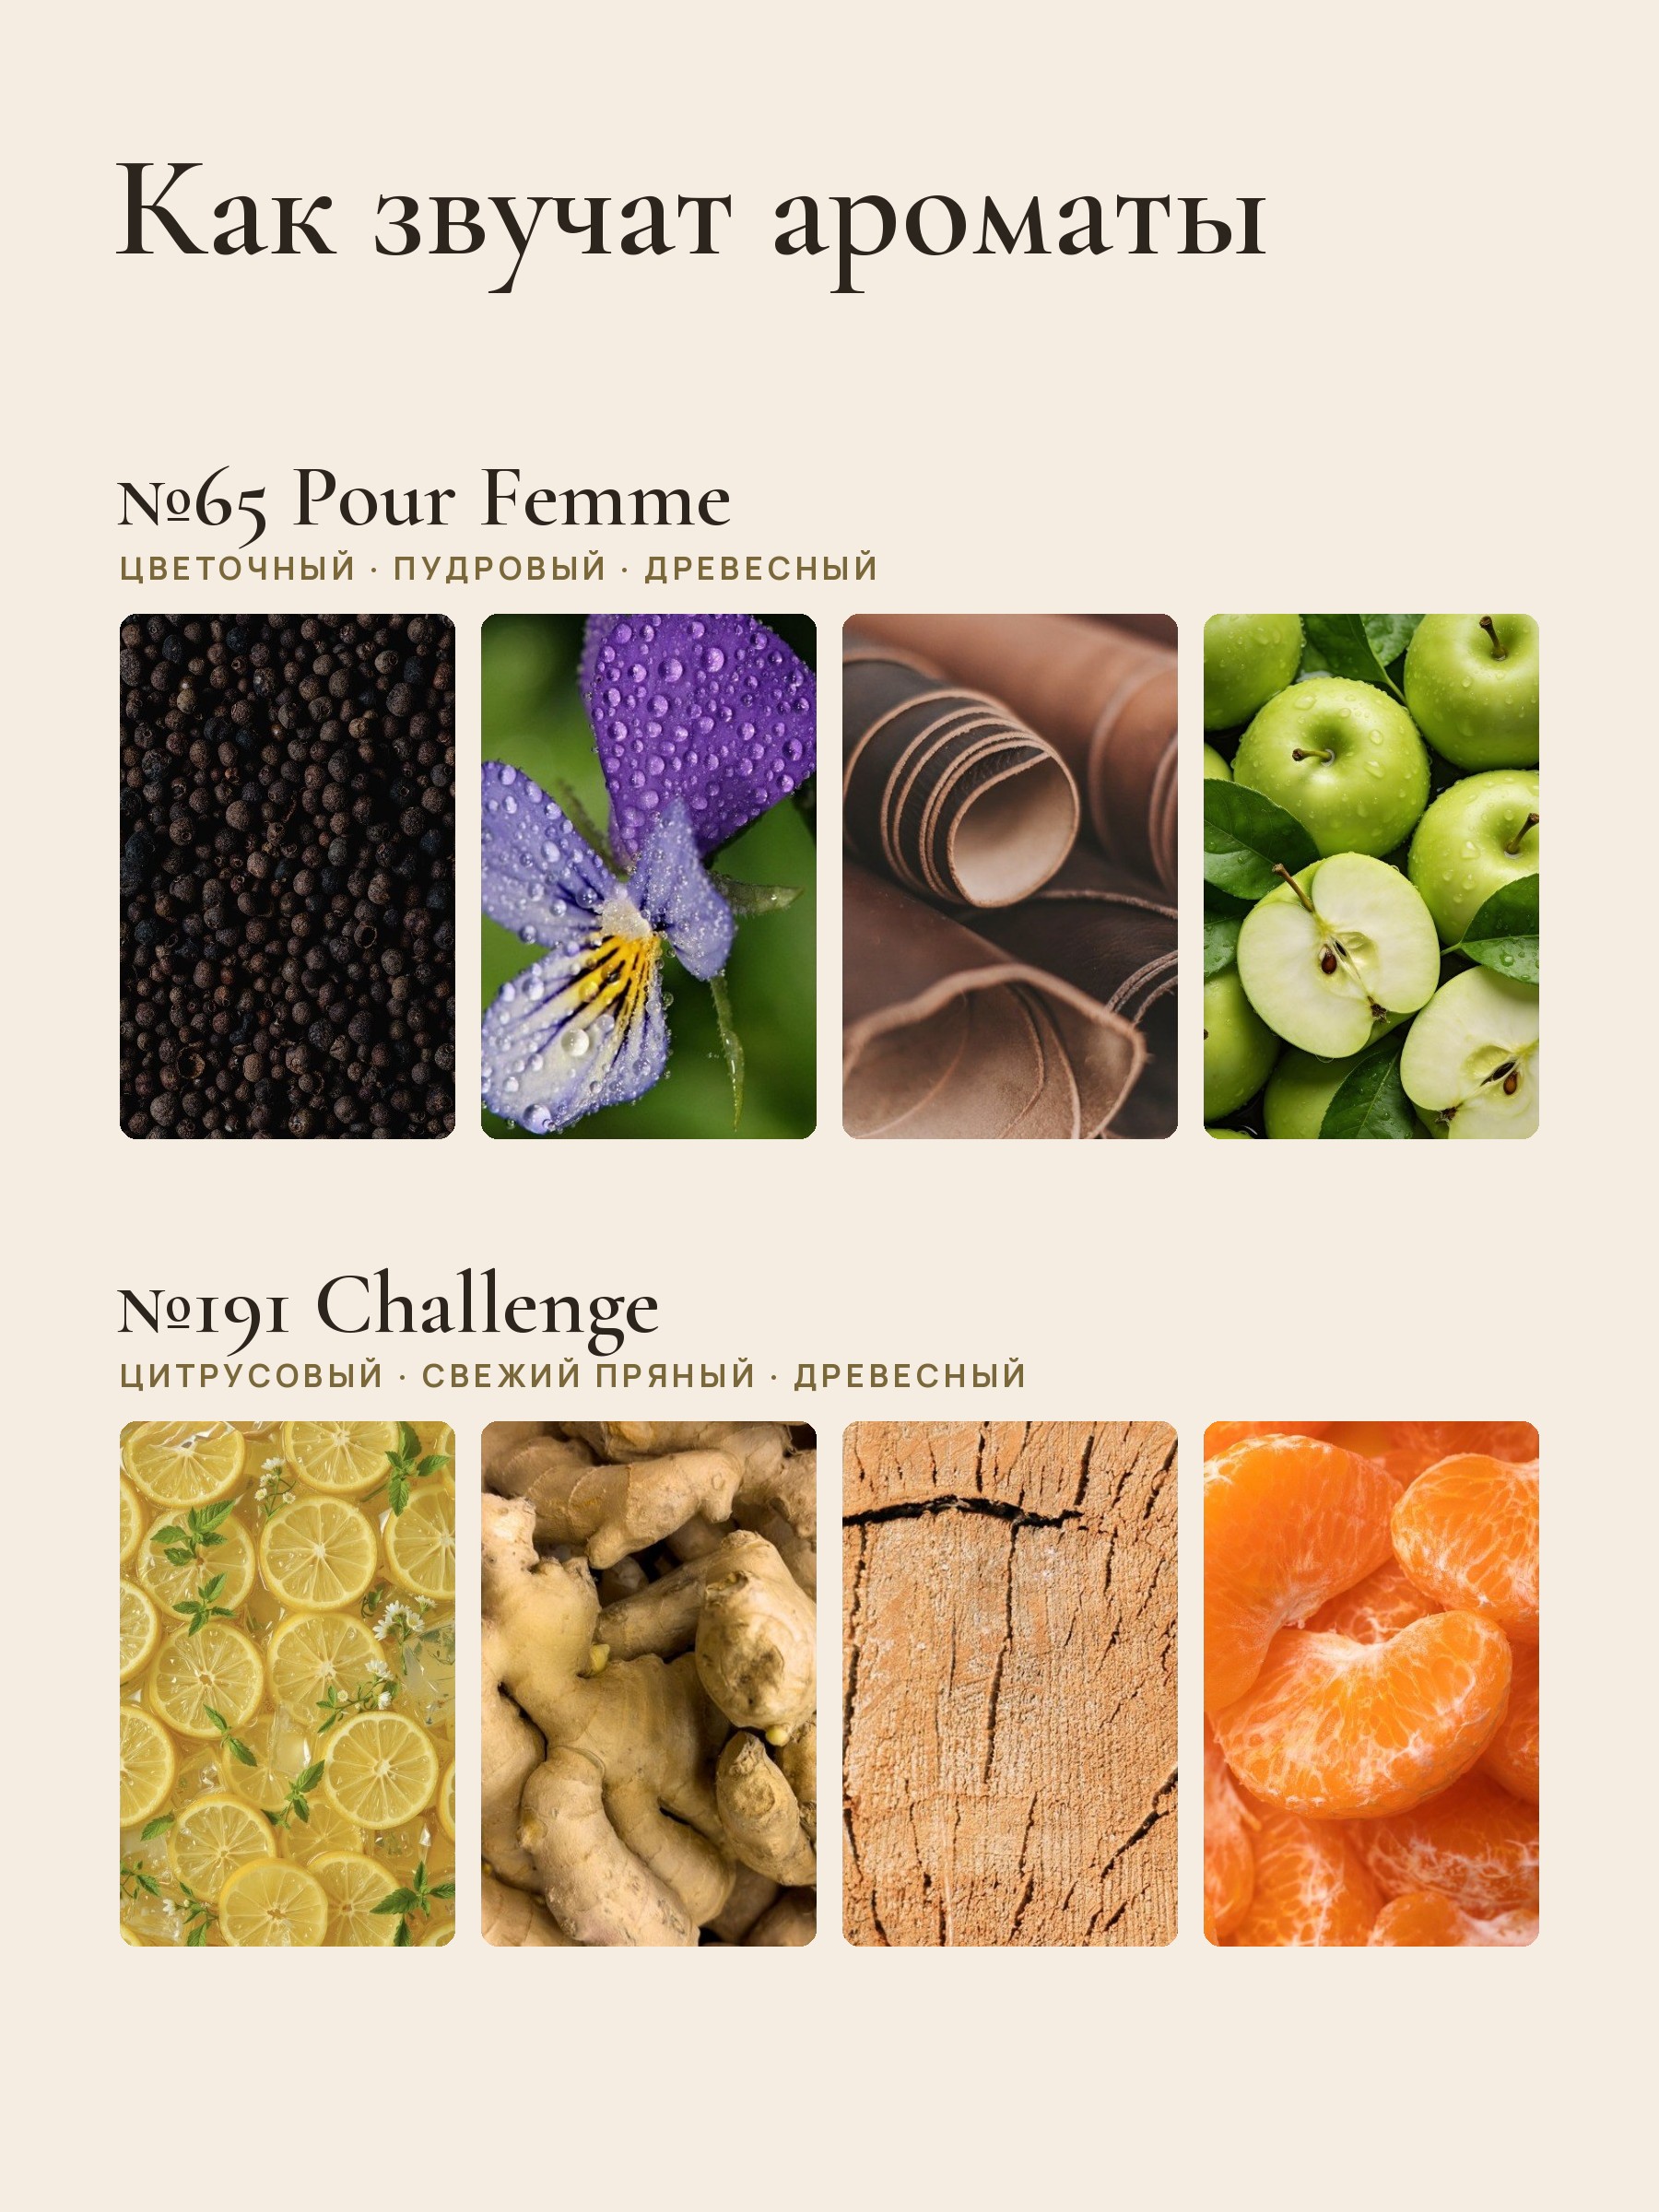 Как звучат ароматы
№65 Pour Femme
ЦВЕТОЧНЫЙ · ПУДРОВЫЙ · ДРЕВЕСНЫЙ
№191 Challenge
ЦИТРУСОВЫЙ · СВЕЖИЙ ПРЯНЫЙ · ДРЕВЕСНЫЙ